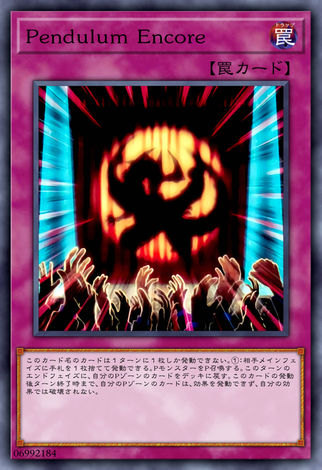 Pendulum Encore
トラップ
罠
【罠カード】
このカード名のカードは1ターンに1枚しか発動できない。①:相手メインフェ
イズに手札を1枚捨てて発動できる。PモンスターをP召喚する。このターンの
エンドフェイズに、自分のPゾーンのカードをデッキに戻す。このカードの発動
後ターン終了時まで、自分のPゾーンのカードは、効果を発動できず、自分の効
果では破壊されない。
06992184